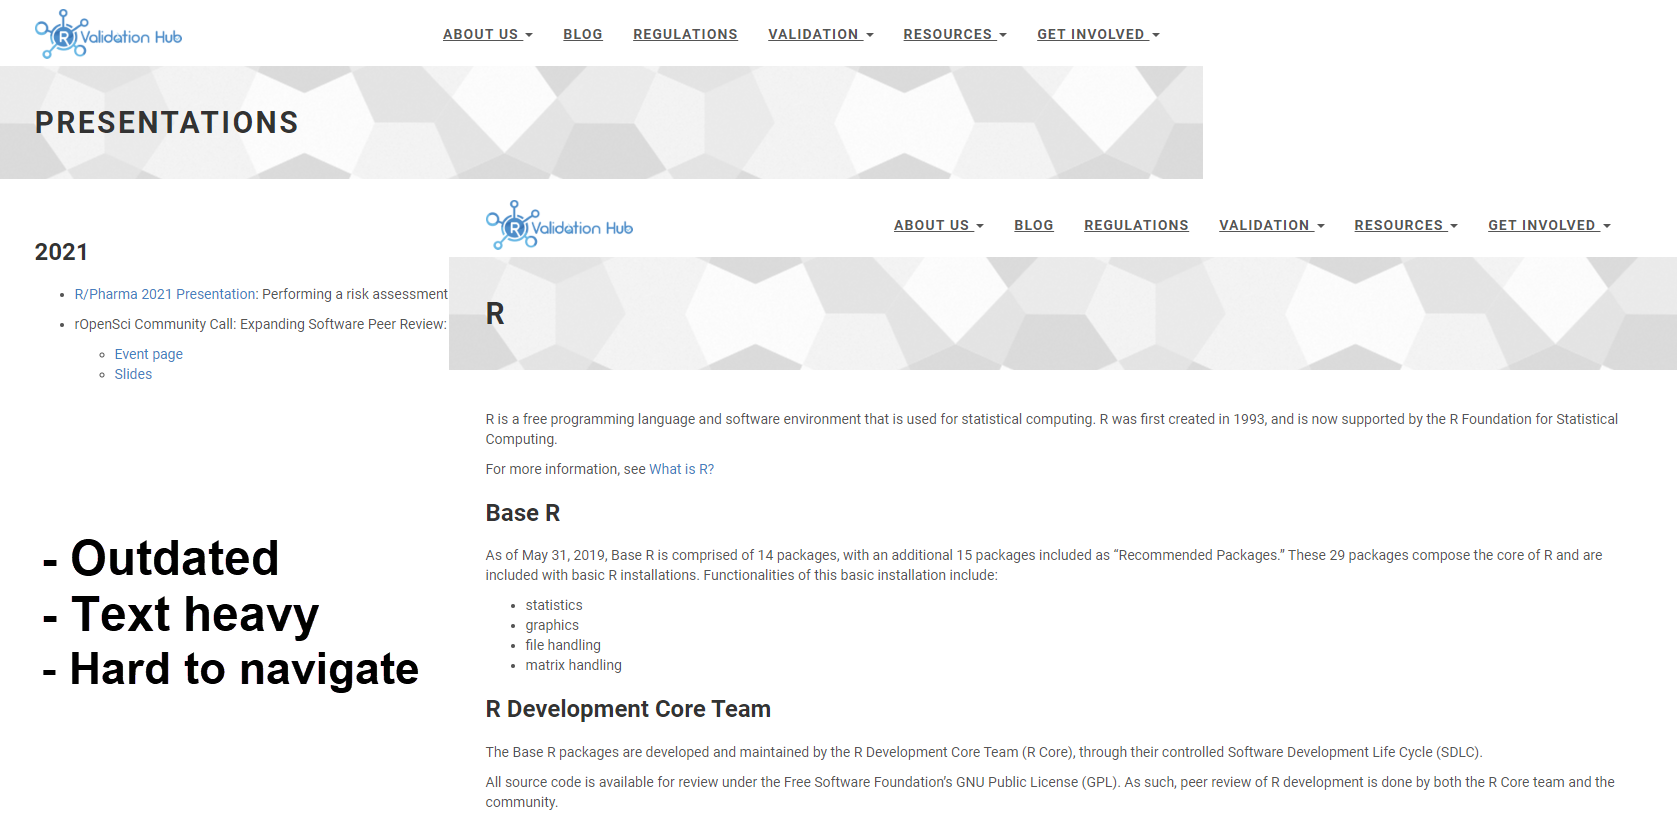 R Validation Hub
ABOUT US BLOG REGULATIONS VALIDATION RESOURCES GET INVOLVED
PRESENTATIONS
2021
• R/Pharma 2021 Presentation: Performing a risk assessment
• rOpenSci Community Call: Expanding Software Peer Review:
Event page
Slides
- Outdated
- Text heavy
- Hard to navigate
R Validation Hub
ABOUT US BLOG REGULATIONS VALIDATION RESOURCES GET INVOLVED
R
R is a free programming language and software environment that is used for statistical computing. R was first created in 1993, and is now supported by the R Foundation for Statistical
Computing.
For more information, see What is R?
Base R
As of May 31, 2019, Base R is comprised of 14 packages, with an additional 15 packages included as “Recommended Packages.” These 29 packages compose the core of R and are
included with basic R installations. Functionalities of this basic installation include:
• statistics
• graphics
• file handling
• matrix handling
R Development Core Team
The Base R packages are developed and maintained by the R Development Core Team (R Core), through their controlled Software Development Life Cycle (SDLC).
All source code is available for review under the Free Software Foundation’s GNU Public License (GPL). As such, peer review of R development is done by both the R Core team and the
community.